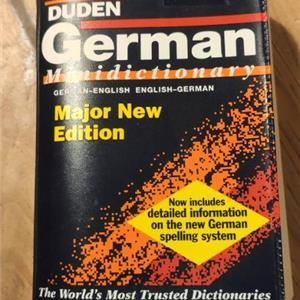 DUDEN
German
Minidictionary
GERMAN–ENGLISH ENGLISH–GERMAN
Major New
Edition
Now includes
detailed information
on the new German
spelling system
The World's Most Trusted Dictionaries